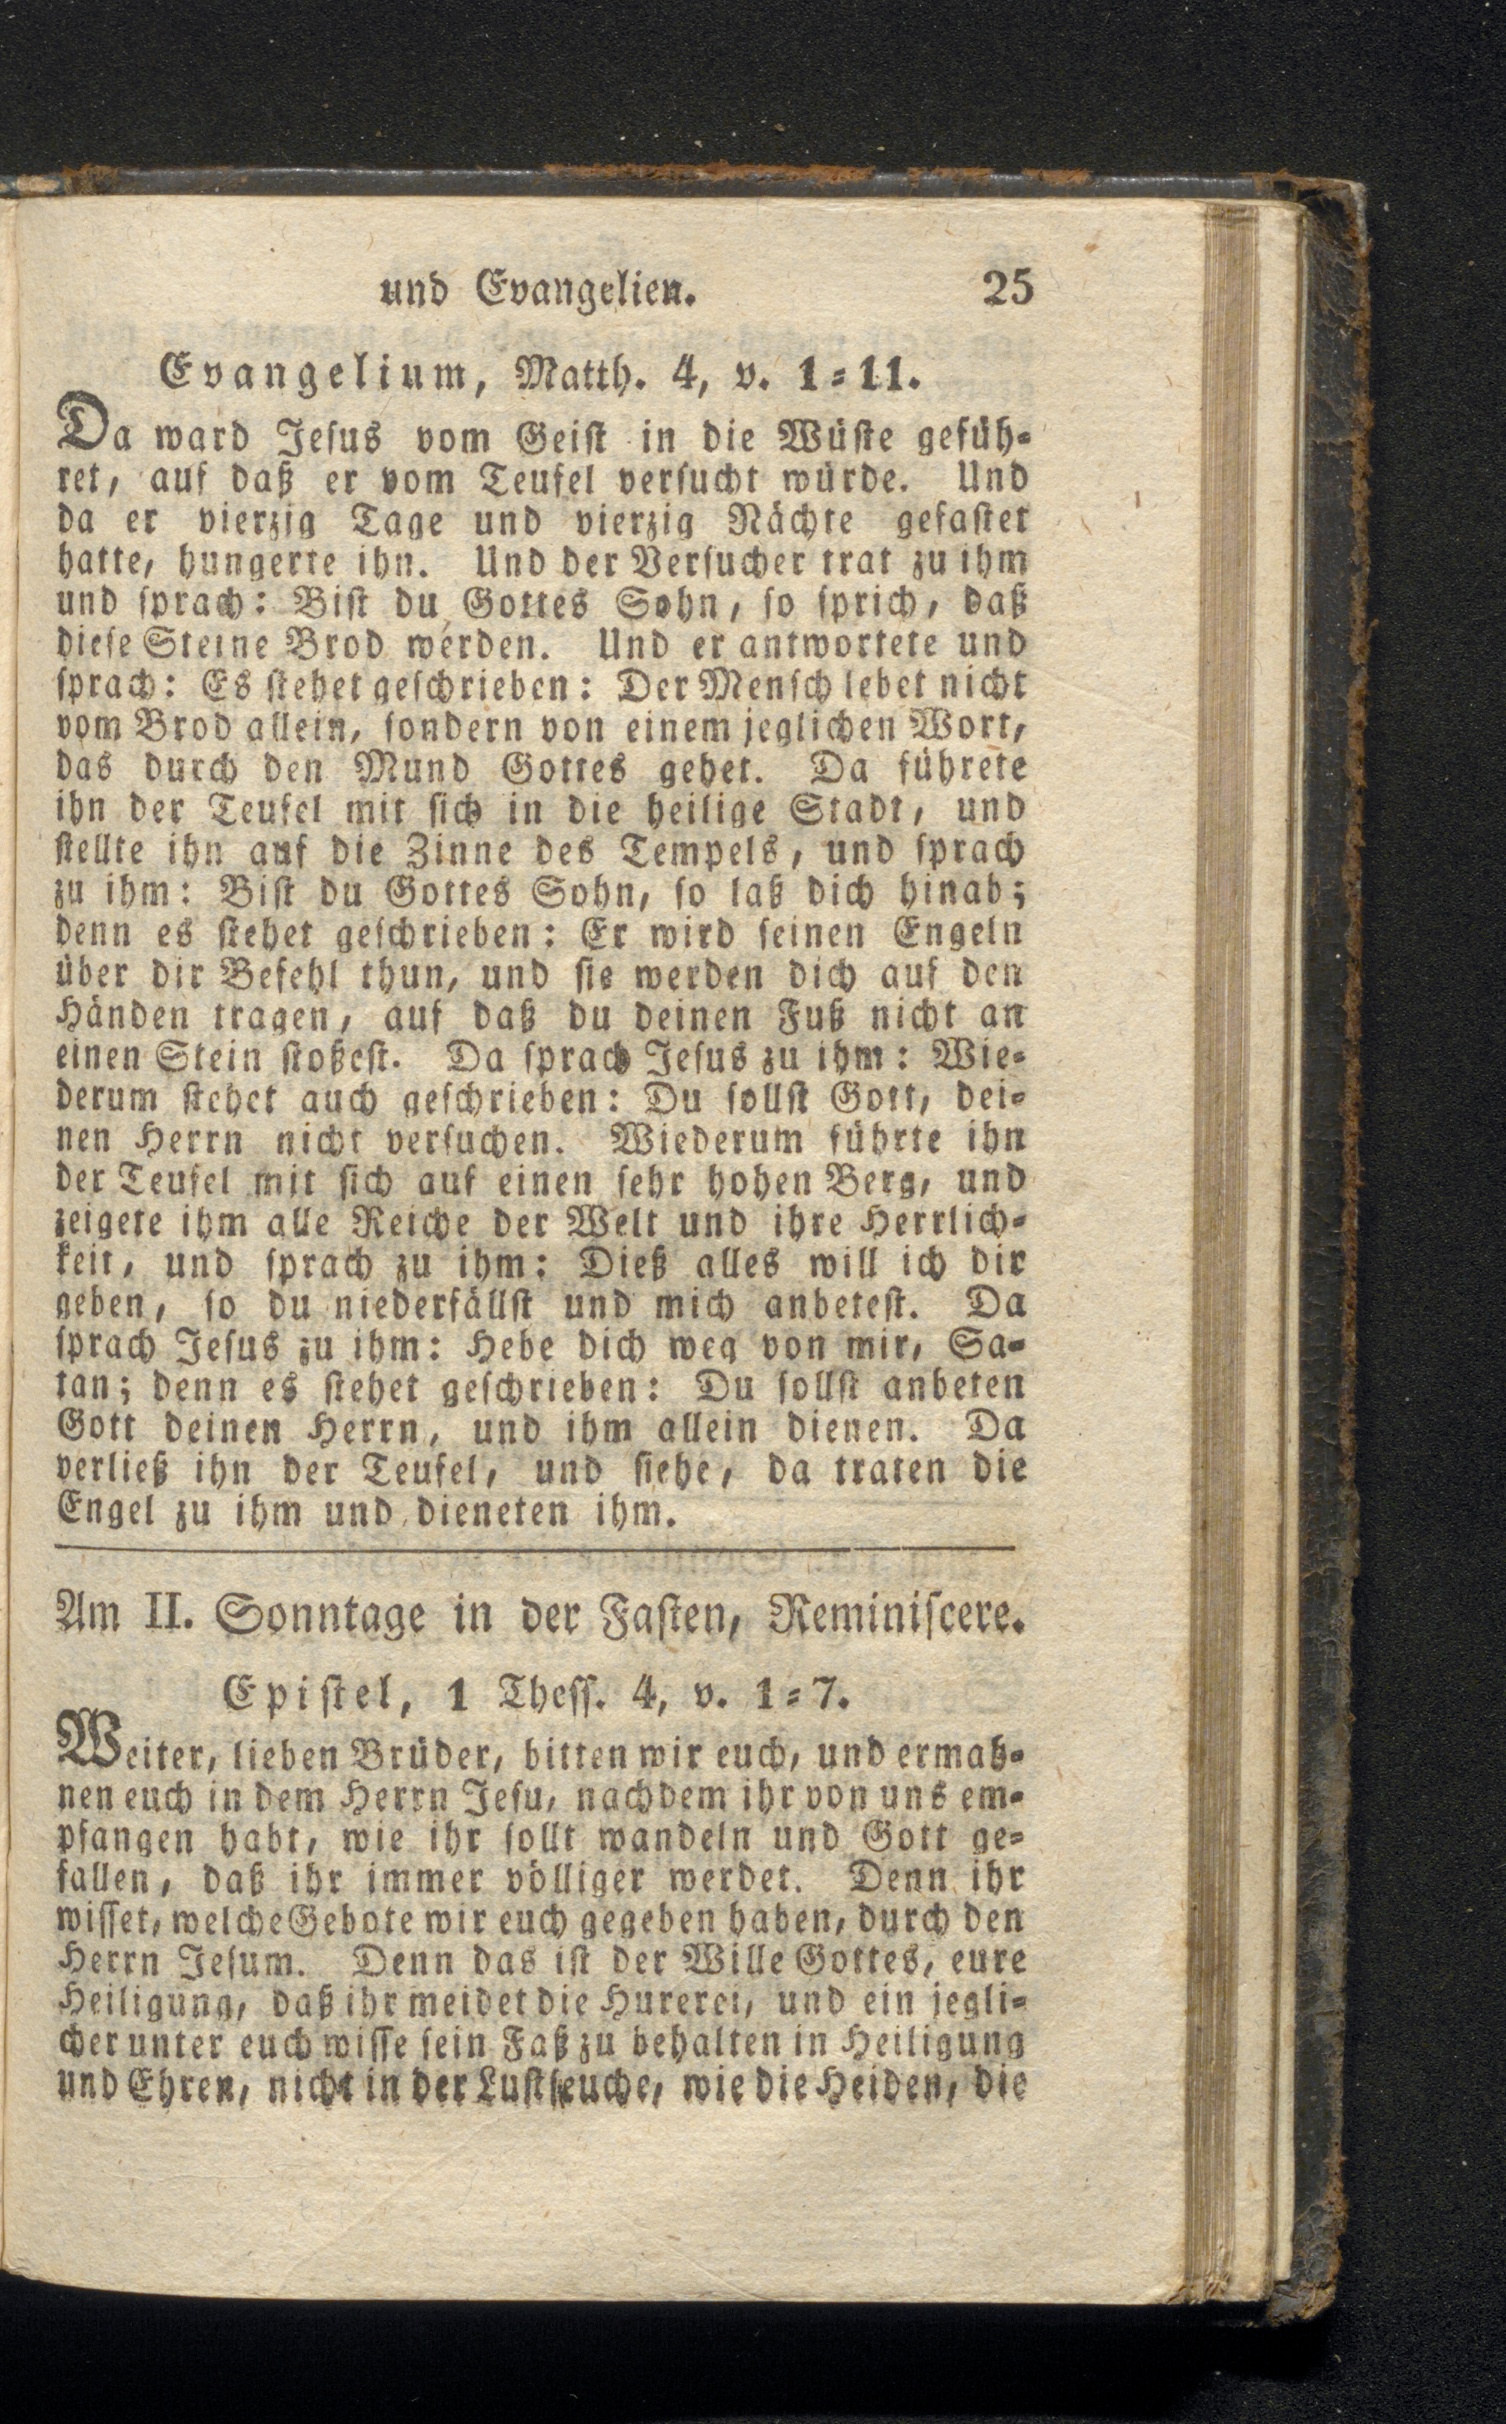 und Evangelien. 25
Evangelium, Matth. 4, v. 1-11.
Da ward Jeſus vom Geiſt in die Wüſte gefüh-
ret, auf daß er vom Teufel verſucht würde. Und
da er vierzig Tage und vierzig Nächte gefaſtet
hatte, hungerte ihn. Und der Verſucher trat zu ihm
und ſprach: Biſt du Gottes Sohn, ſo ſprich, daß
dieſe Steine Brod werden. Und er antwortete und
ſprach: Es ſtehet geſchrieben: Der Menſch lebet nicht
vom Brod allein, ſondern von einem jeglichen Wort,
das durch den Mund Gottes gehet. Da führete
ihn der Teufel mit ſich in die heilige Stadt, und
ſtellte ihn auf die Zinne des Tempels, und ſprach
zu ihm: Biſt du Gottes Sohn, ſo laß dich hinab;
denn es ſtehet geſchrieben: Er wird ſeinen Engeln
über dir Befehl thun, und ſie werden dich auf den
Händen tragen, auf daß du deinen Fuß nicht an
einen Stein ſtoßeſt. Da ſprach Jeſus zu ihm: Wie-
derum ſtehet auch geſchrieben: Du ſollſt Gott, dei-
nen Herrn nicht verſuchen. Wiederum führte ihn
der Teufel mit ſich auf einen ſehr hohen Berg, und
zeigete ihm alle Reiche der Welt und ihre Herrlich-
keit, und ſprach zu ihm: Dieß alles will ich dir
geben, ſo du niederfällſt und mich anbeteſt. Da
ſprach Jeſus zu ihm: Hebe dich weg von mir, Sa-
tan; denn es ſtehet geſchrieben: Du ſollſt anbeten
Gott deinen Herrn, und ihm allein dienen. Da
verließ ihn der Teufel, und ſiehe, da traten die
Engel zu ihm und dieneten ihm.
Am II. Sonntage in der Faſten, Reminiſcere.
Epiſtel, 1 Theſſ. 4, v. 1-7.
Weiter, lieben Brüder, bitten wir euch, und ermah-
nen euch in dem Herrn Jeſu, nachdem ihr von uns em-
pfangen habt, wie ihr ſollt wandeln und Gott ge-
fallen, daß ihr immer völliger werdet. Denn ihr
wiſſet, welche Gebote wir euch gegeben haben, durch den
Herrn Jeſum. Denn das iſt der Wille Gottes, eure
Heiligung, daß ihr meidet die Hurerei, und ein jegli-
cher unter euch wiſſe ſein Faß zu behalten in Heiligung
und Ehren, nicht in der Luſtſeuche, wie die Heiden, die